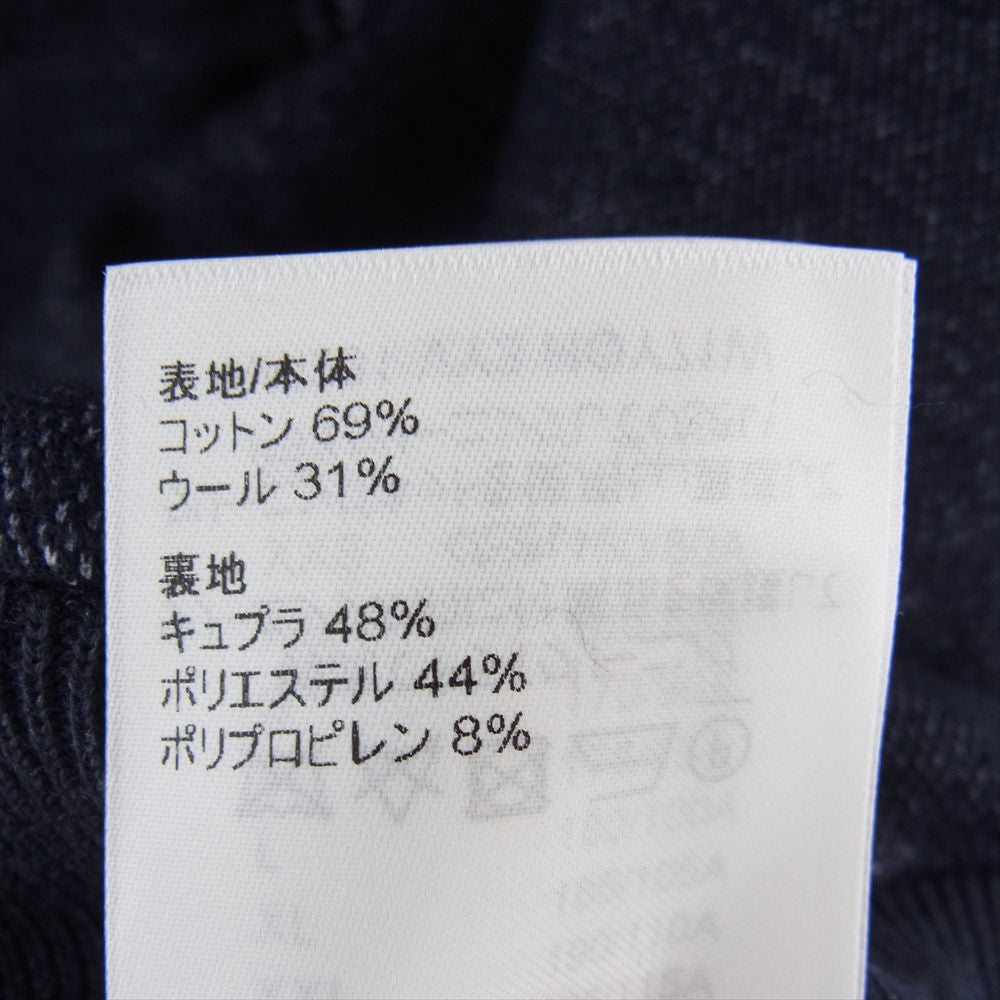 表地/本体
コットン 69%
ウール 31%
裏地
キュプラ 48%
ポリエステル 44%
ポリプロピレン 8%